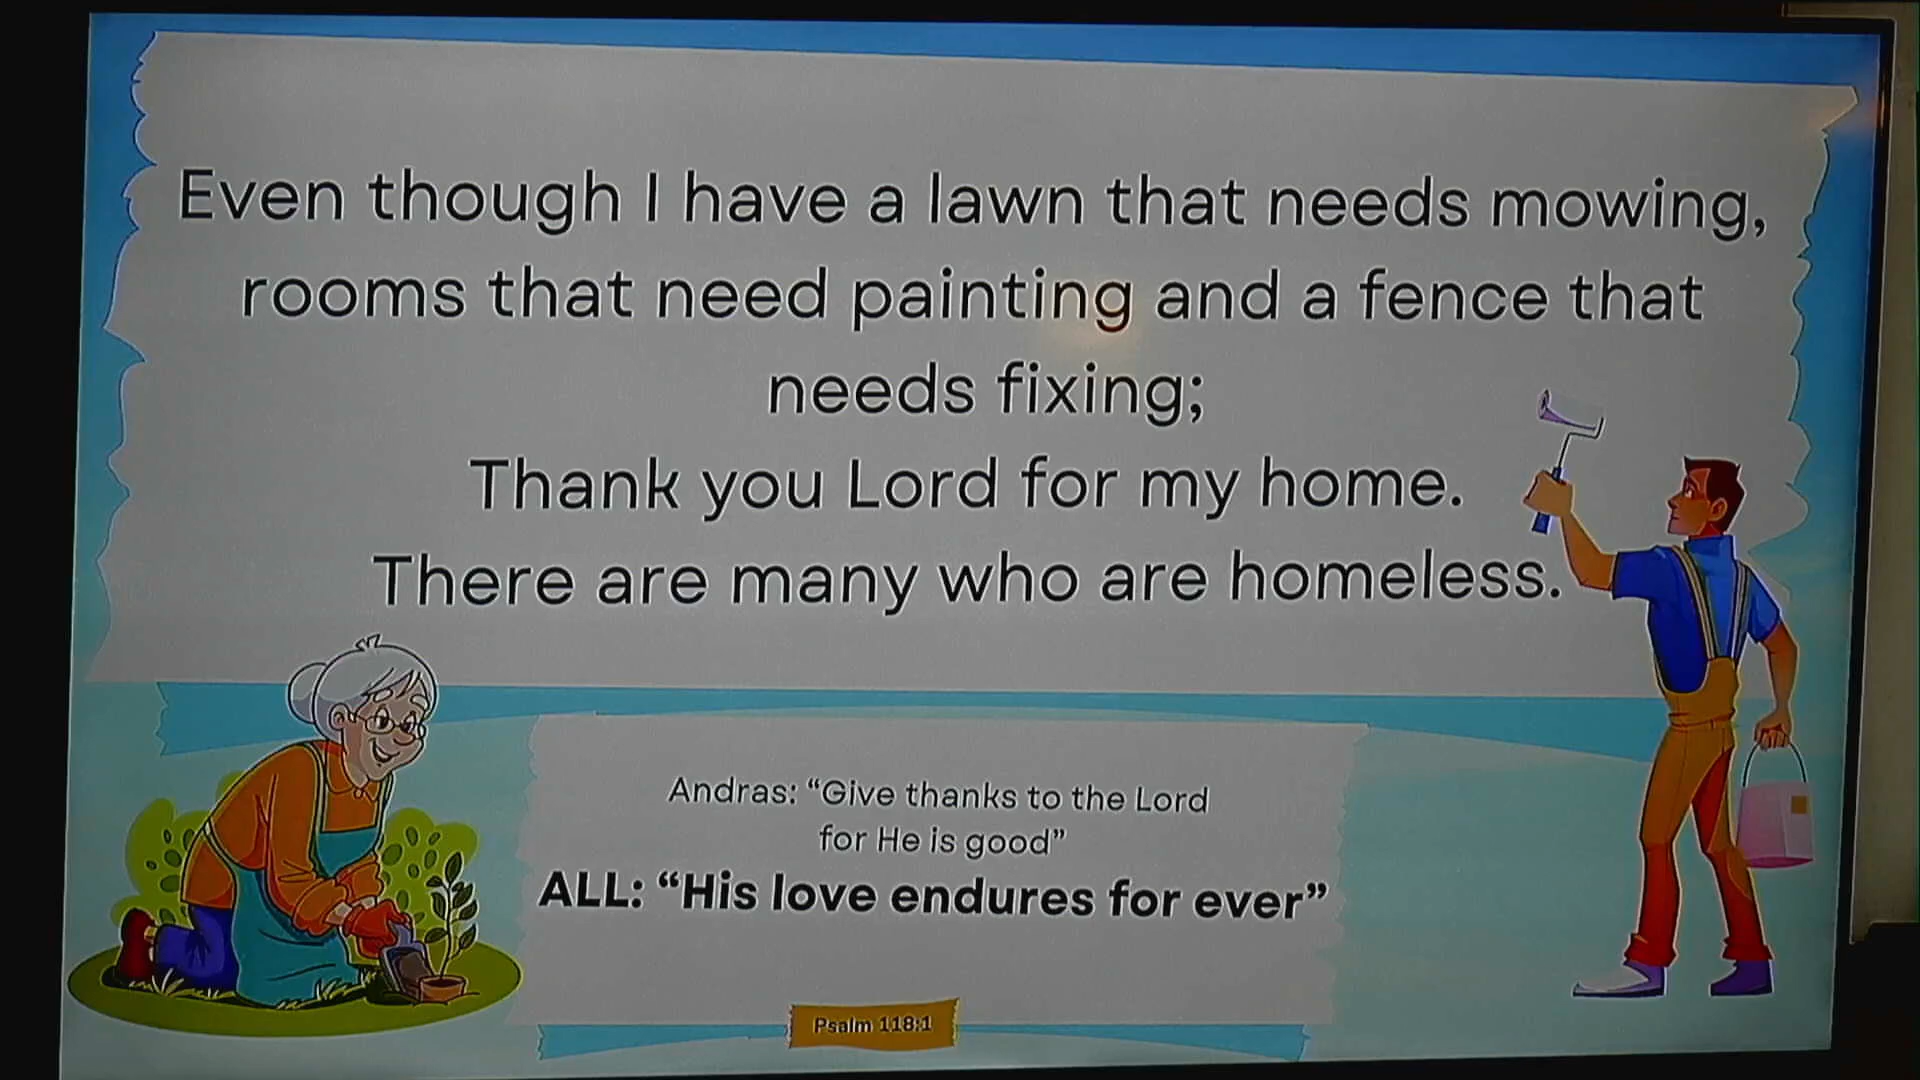 Even though I have a lawn that needs mowing,
rooms that need painting and a fence that
needs fixing;
Thank you Lord for my home.
There are many who are homeless.
Andras: “Give thanks to the Lord
for He is good”
ALL: “His love endures for ever”
Psalm 118:1